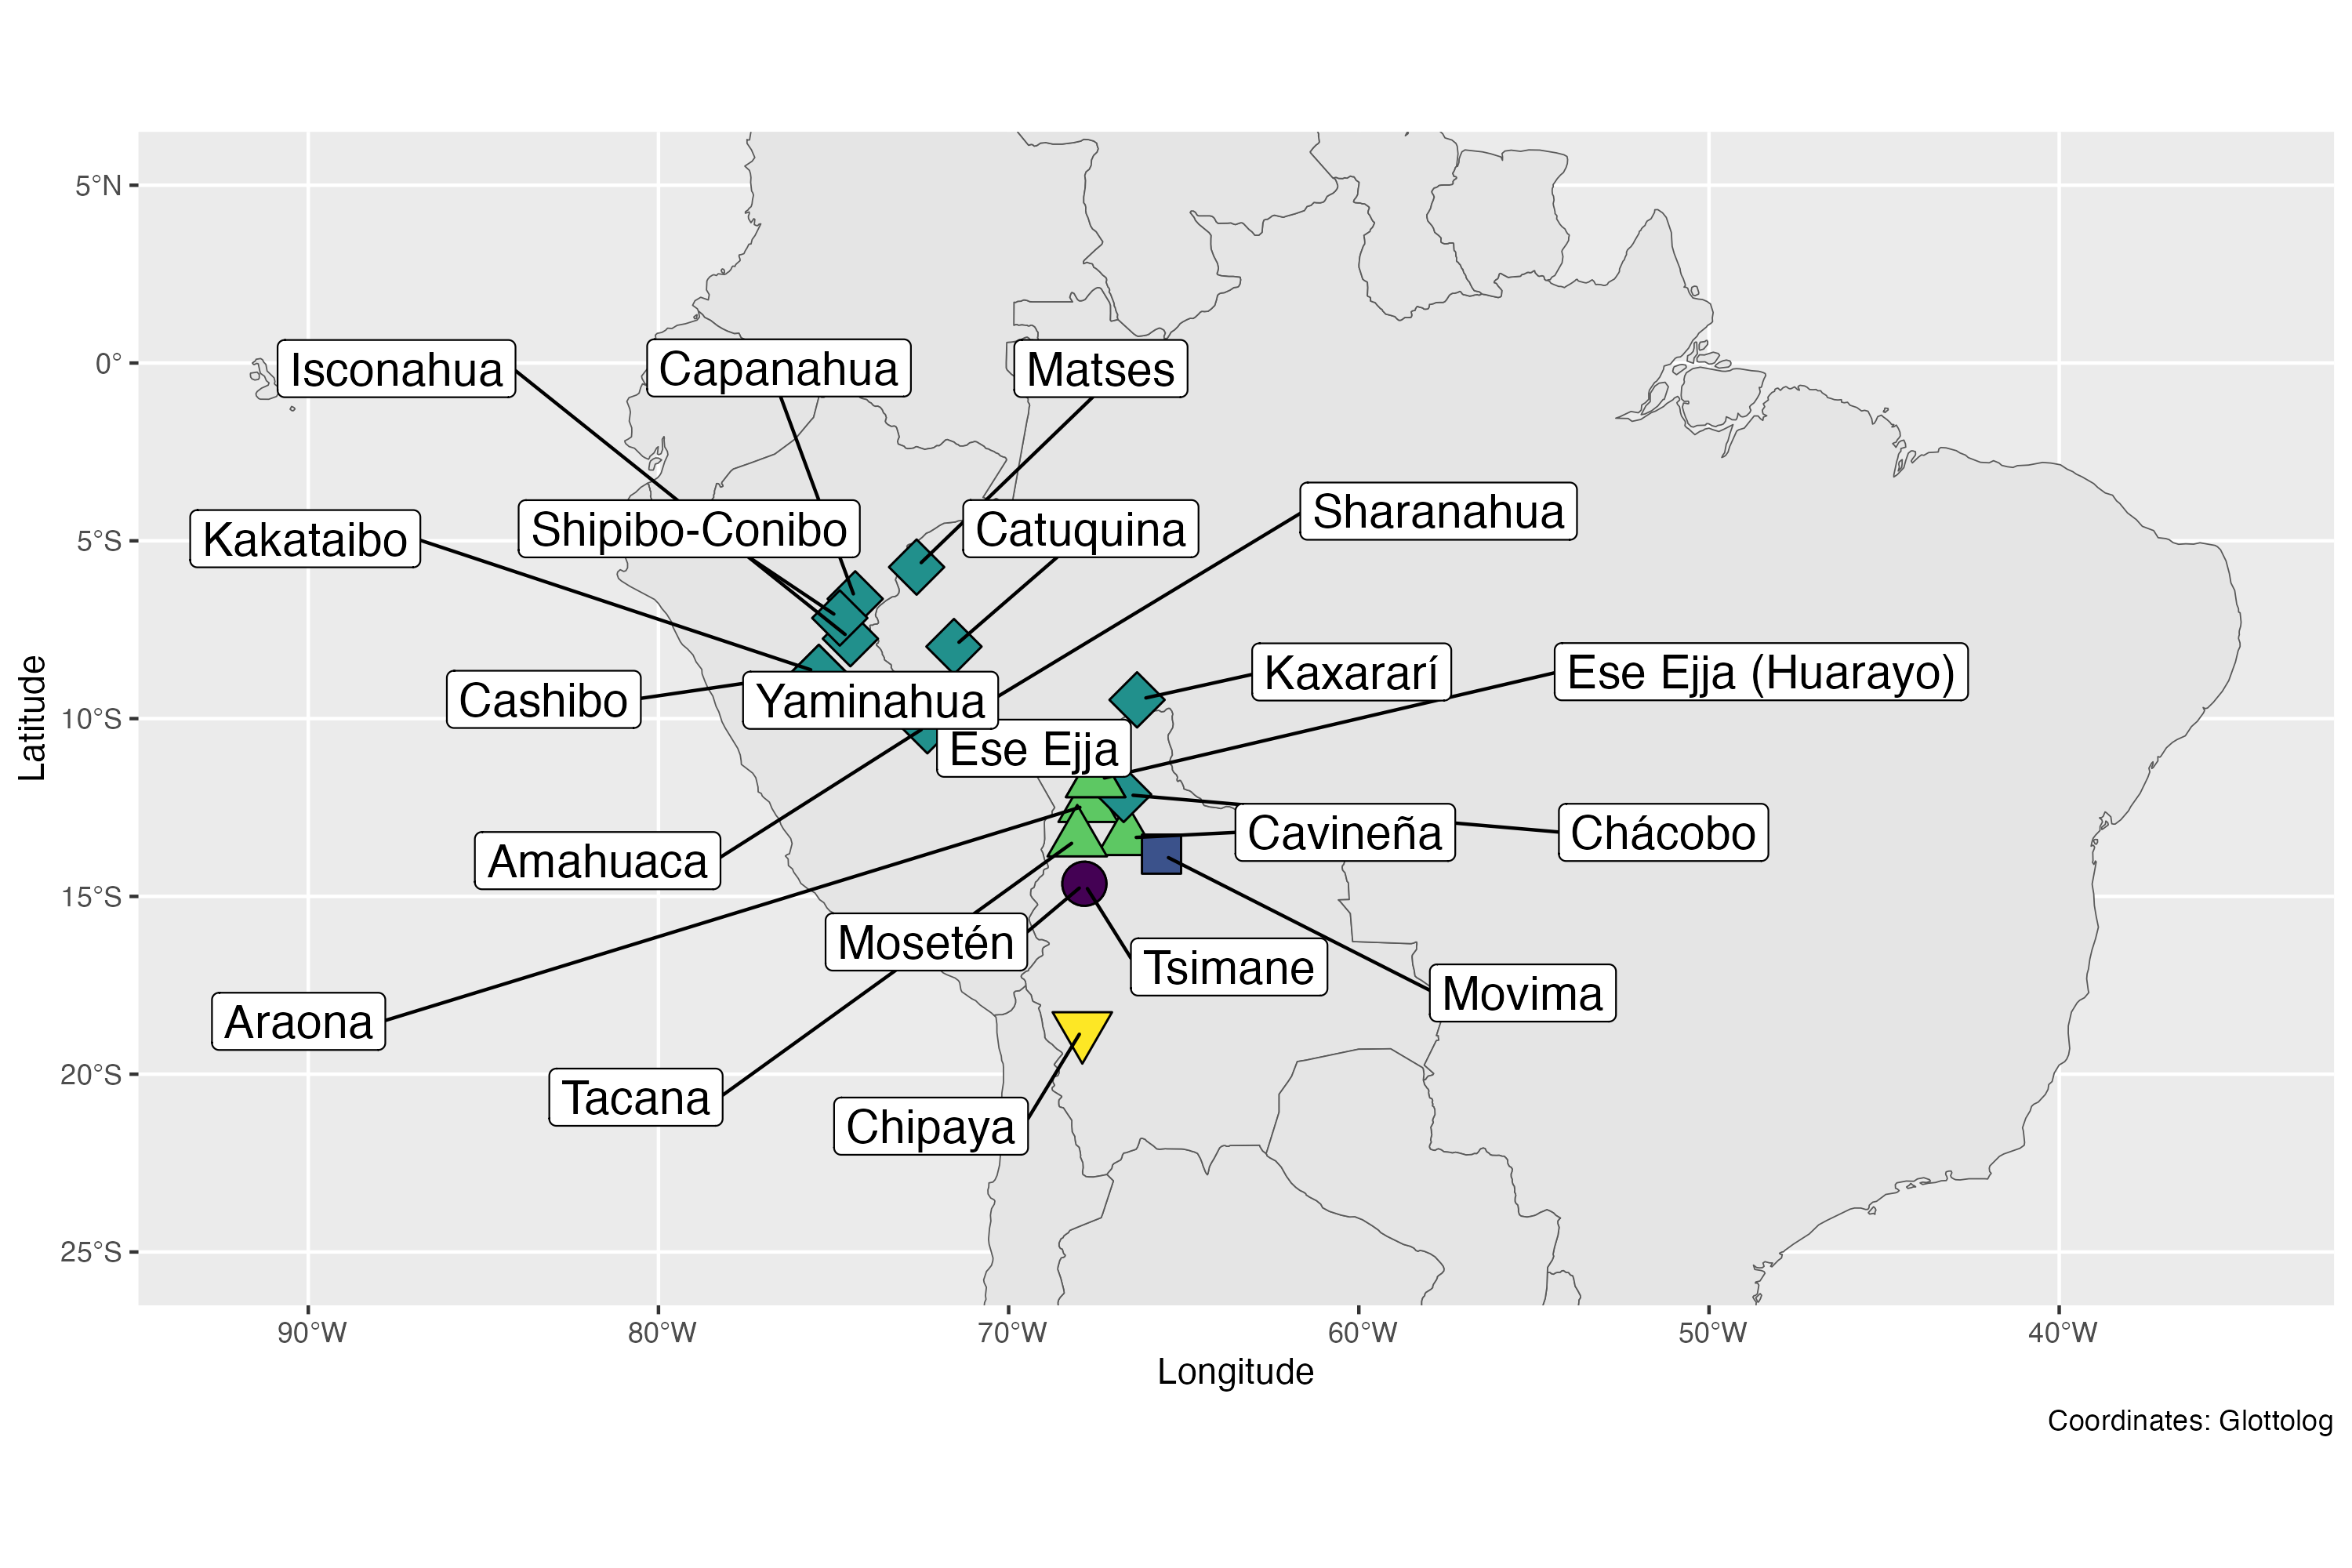 5°N
0°
5°S
10°S
15°S
20°S
25°S
Latitude
Isconahua
Capanahua
Matses
Kakataibo
Shipibo-Conibo
Catuquina
Sharanahua
Cashibo
Yaminahua
Kaxararí
Ese Ejja (Huarayo)
Ese Ejja
Amahuaca
Cavineña
Chácobo
Mosetén
Tsimane
Movima
Araona
Tacana
Chipaya
90°W
80°W
70°W
60°W
50°W
40°W
Longitude
Coordinates: Glottolog